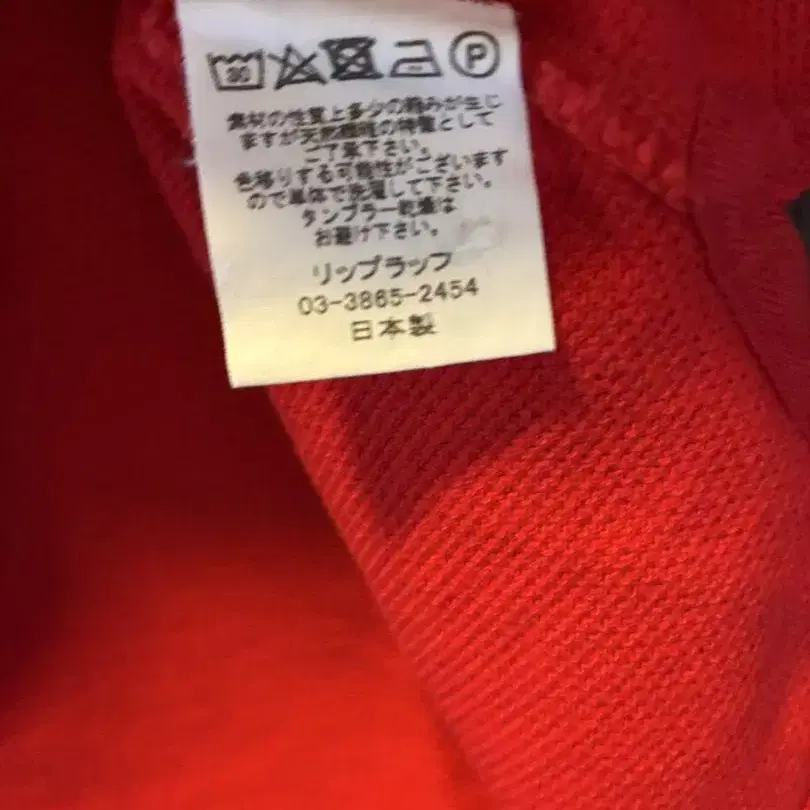 30 P
素材の性質上多少の縮みが生じ
ますが天然繊維の特徴として
ご了承下さい。
色移りする可能性がございます
ので単体で洗濯して下さい。
タンブラー乾燥は
お避け下さい。
リップラッフ
03-3865-2454
日本製